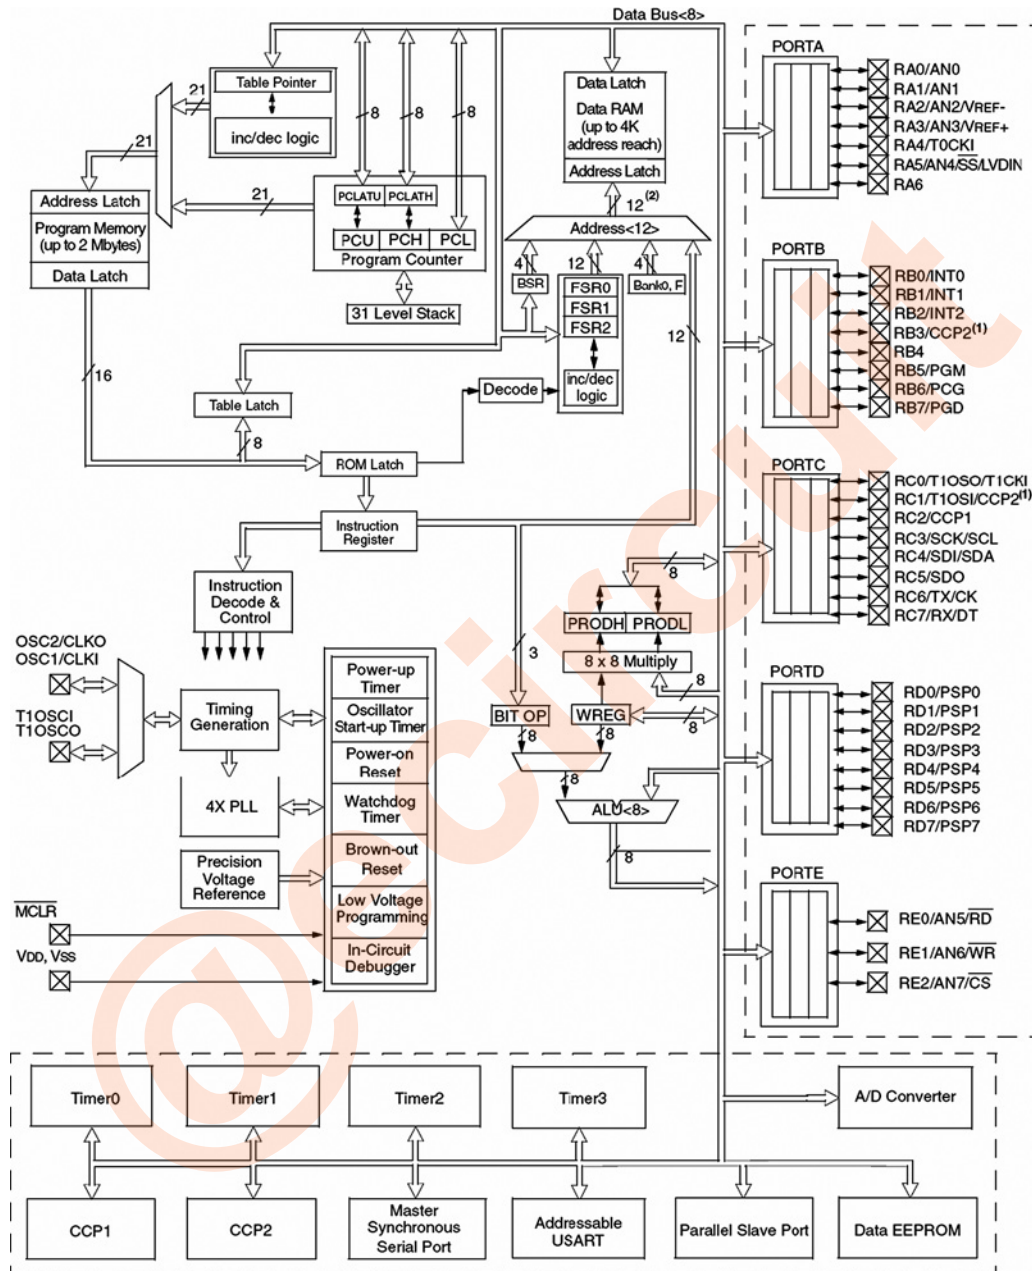 Data Bus<8>
21
Table Pointer
inc/dec logic
8
8
8
21
21
Address Latch
Program Memory
(up to 2 Mbytes)
Data Latch
PCLATU
PCLATH
PCU
PCH
PCL
Program Counter
31 Level Stack
Data Latch
Data RAM
(up to 4K
address reach)
Address Latch
12 (2)
Address<12>
4
12
4
BSR
FSR0
FSR1
FSR2
inc/dec
logic
Bank0, F
12
16
Table Latch
8
Decode
ROM Latch
Instruction
Register
Instruction
Decode &
Control
OSC2/CLKO
OSC1/CLKI
T1OSCI
T1OSCO
Timing
Generation
4X PLL
Precision
Voltage
Reference
MCLR
VDD, VSS
Power-up
Timer
Oscillator
Start-up Timer
Power-on
Reset
Watchdog
Timer
Brown-out
Reset
Low Voltage
Programming
In-Circuit
Debugger
8
PRODH
PRODL
8 x 8 Multiply
3
8
BIT OP
WREG
8
8
8
8
ALU<8>
8
PORTA
RA0/AN0
RA1/AN1
RA2/AN2/VREF-
RA3/AN3/VREF+
RA4/T0CKI
RA5/AN4/SS/LVDIN
RA6
PORTB
RB0/INT0
RB1/INT1
RB2/INT2
RB3/CCP2(1)
RB4
RB5/PGM
RB6/PCG
RB7/PGD
PORTC
RC0/T1OSO/T1CKI
RC1/T1OSI/CCP2(1)
RC2/CCP1
RC3/SCK/SCL
RC4/SDI/SDA
RC5/SDO
RC6/TX/CK
RC7/RX/DT
PORTD
RD0/PSP0
RD1/PSP1
RD2/PSP2
RD3/PSP3
RD4/PSP4
RD5/PSP5
RD6/PSP6
RD7/PSP7
PORTE
RE0/AN5/RD
RE1/AN6/WR
RE2/AN7/CS
Timer0
Timer1
Timer2
Timer3
A/D Converter
CCP1
CCP2
Master
Synchronous
Serial Port
Addressable
USART
Parallel Slave Port
Data EEPROM
@ecircuit